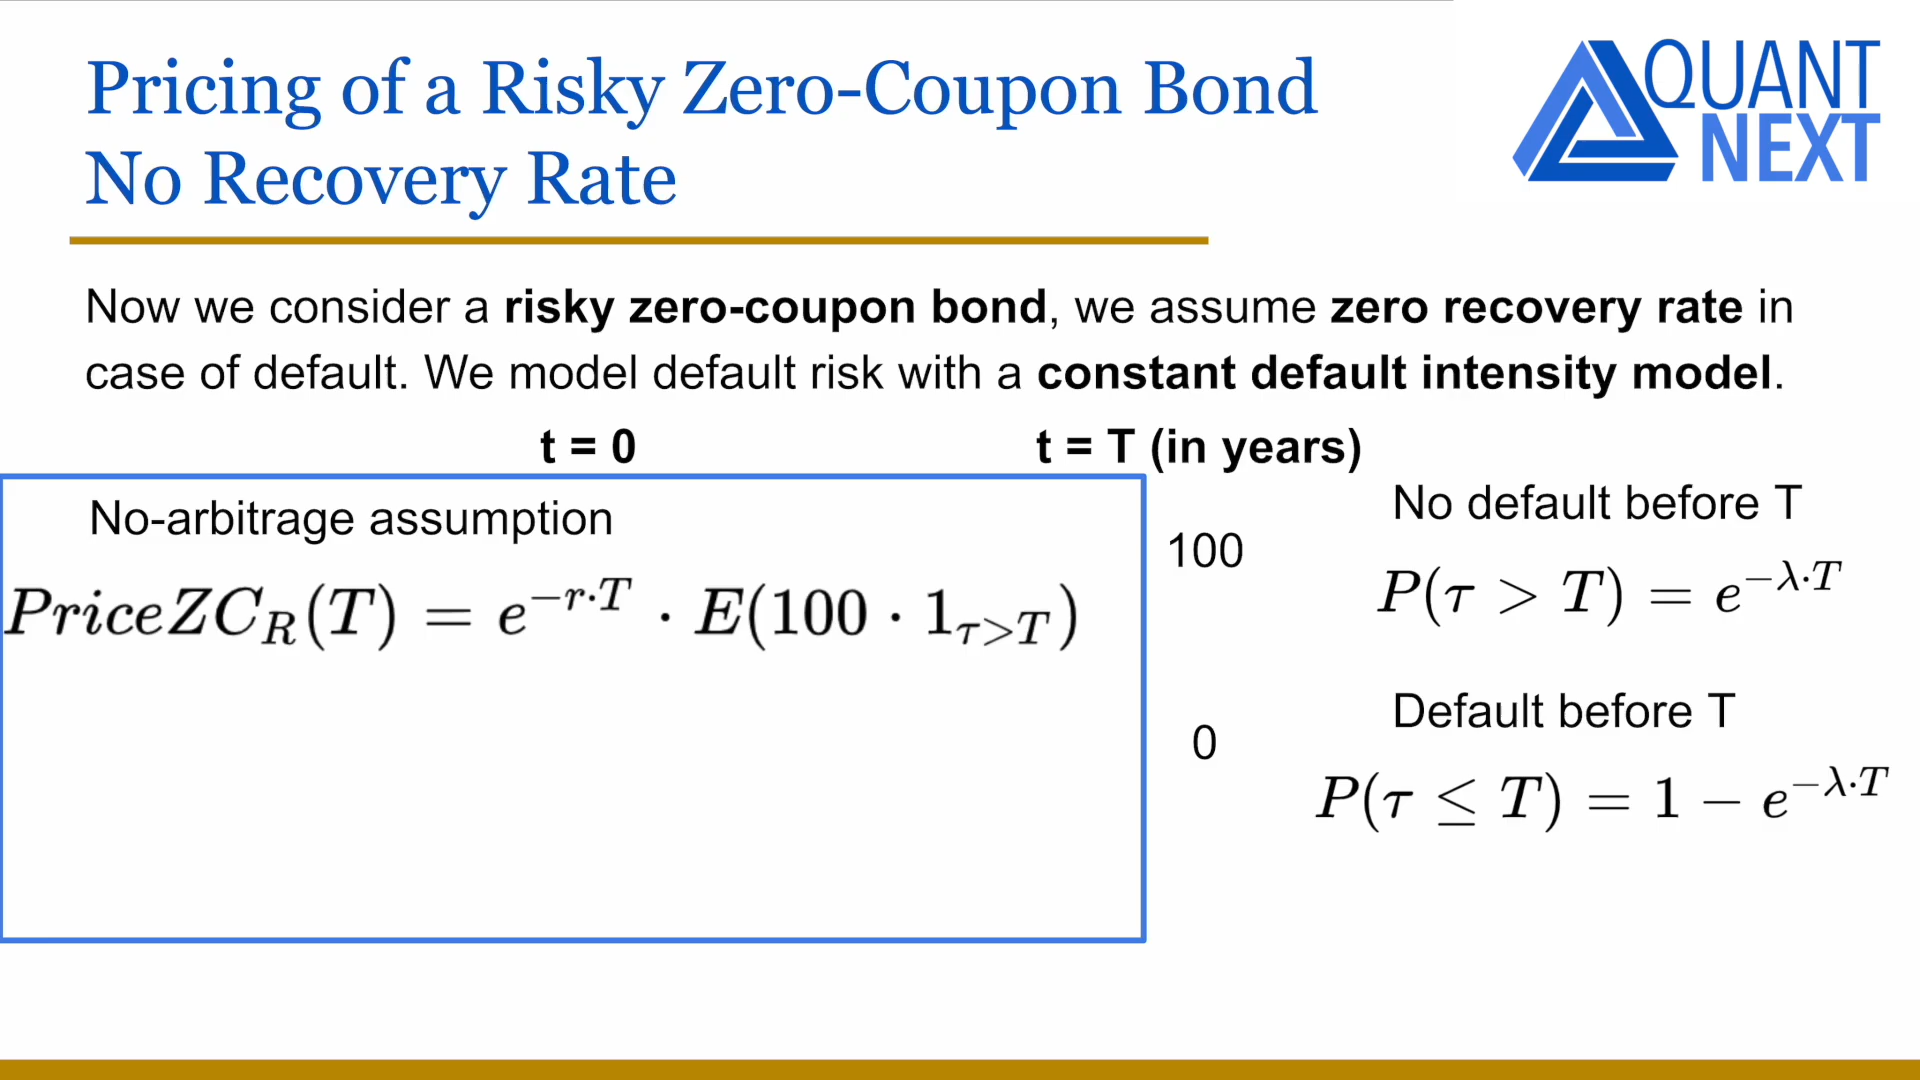 Pricing of a Risky Zero-Coupon Bond
No Recovery Rate
QUANT
NEXT
Now we consider a risky zero-coupon bond, we assume zero recovery rate in
case of default. We model default risk with a constant default intensity model.
t = 0
t = T (in years)
No-arbitrage assumption
PriceZC_R(T) = e^{-r·T} · E(100 · 1_{τ>T})
100
No default before T
P(τ > T) = e^{-λ·T}
0
Default before T
P(τ ≤ T) = 1 − e^{-λ·T}